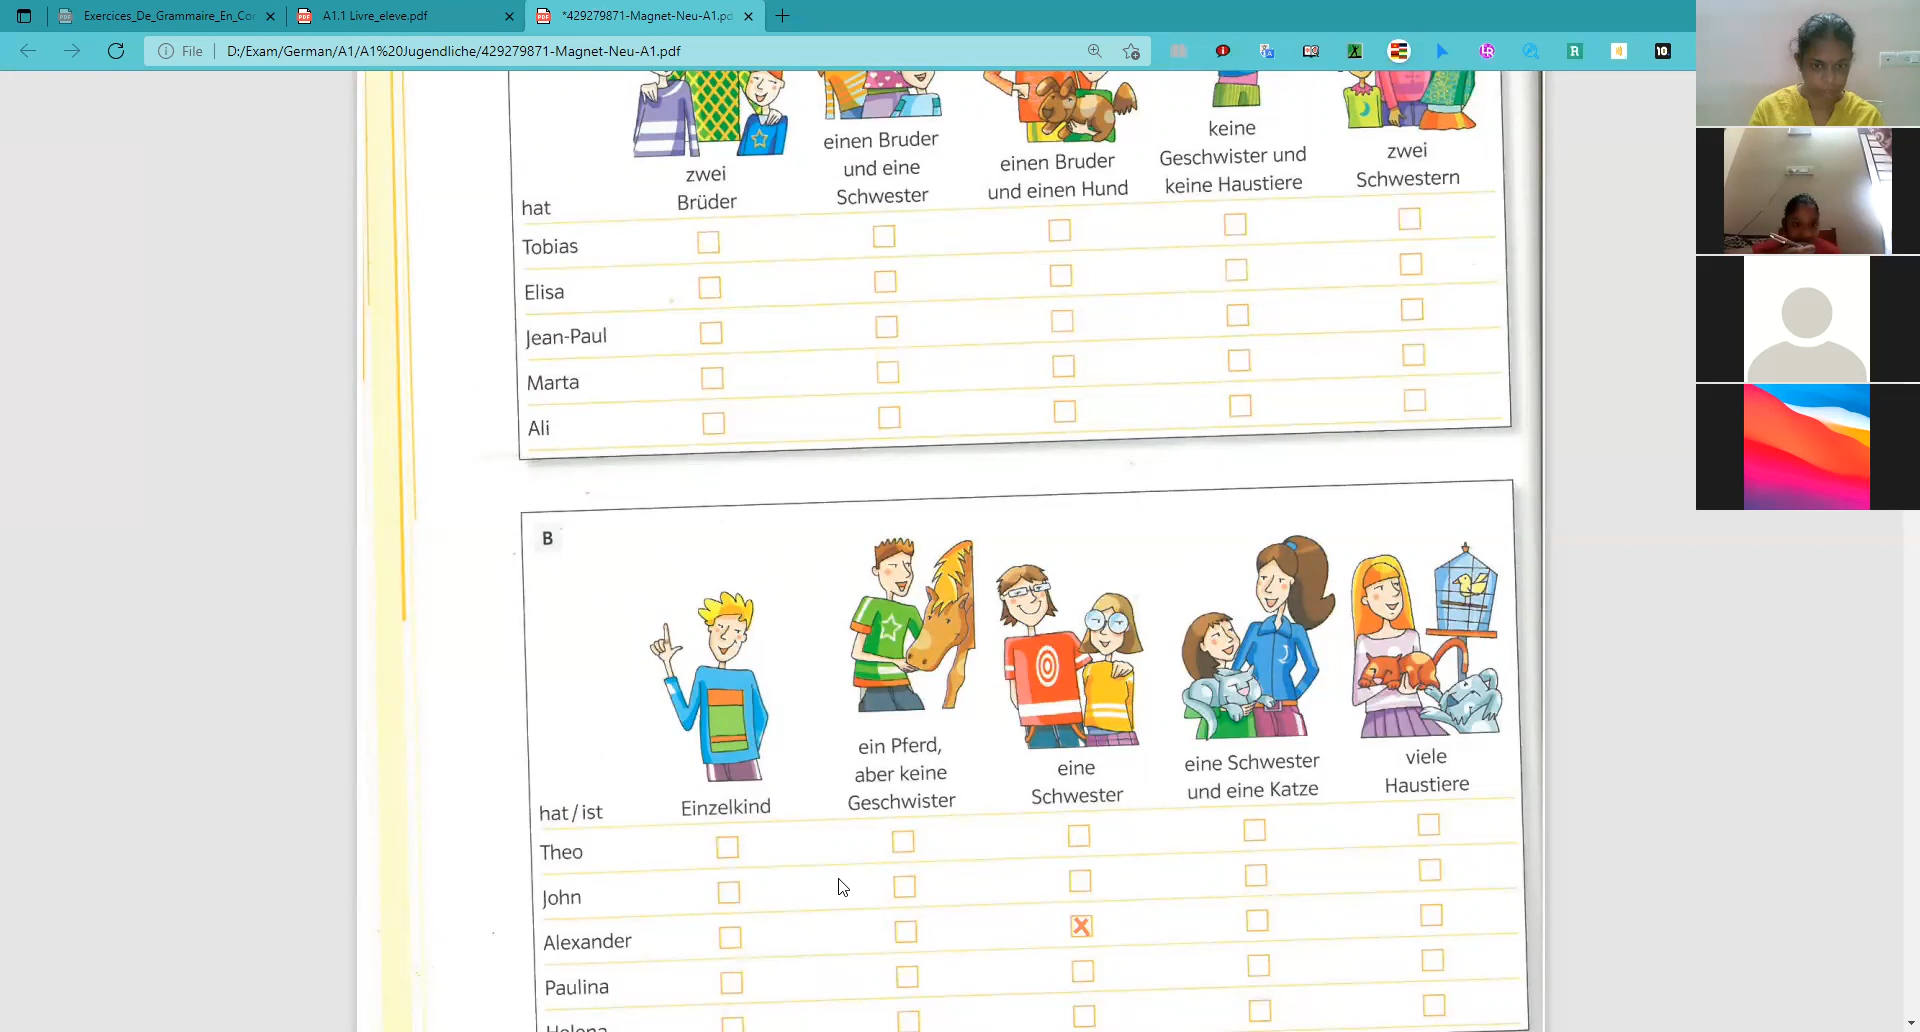 Exercices_De_Grammaire_En_Co
A1.1 Livre_eleve.pdf
*429279871-Magnet-Neu-A1.pd
File
D:/Exam/German/A1/A1%20Jugendliche/429279871-Magnet-Neu-A1.pdf
hat
zwei
Brüder
einen Bruder
und eine
Schwester
einen Bruder
und einen Hund
keine
Geschwister und
keine Haustiere
zwei
Schwestern
Tobias
Elisa
Jean-Paul
Marta
Ali
B
hat / ist
Einzelkind
ein Pferd,
aber keine
Geschwister
eine
Schwester
eine Schwester
und eine Katze
viele
Haustiere
Theo
John
Alexander
Paulina
Helena